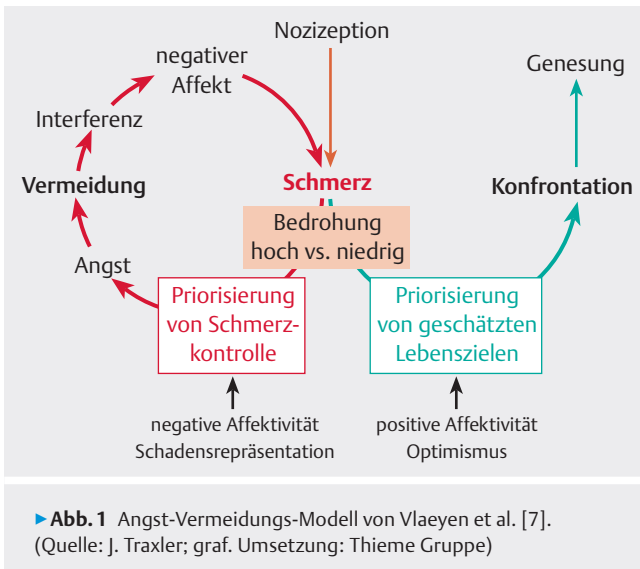 Nozizeption
negativer
Affekt
Genesung
Interferenz
Vermeidung
Schmerz
Konfrontation
Bedrohung
hoch vs. niedrig
Angst
Priorisierung
von Schmerz-
kontrolle
Priorisierung
von geschätzten
Lebenszielen
negative Affektivität
Schadensrepräsentation
positive Affektivität
Optimismus
►Abb. 1 Angst-Vermeidungs-Modell von Vlaeyen et al. [7].
(Quelle: J. Traxler; graf. Umsetzung: Thieme Gruppe)